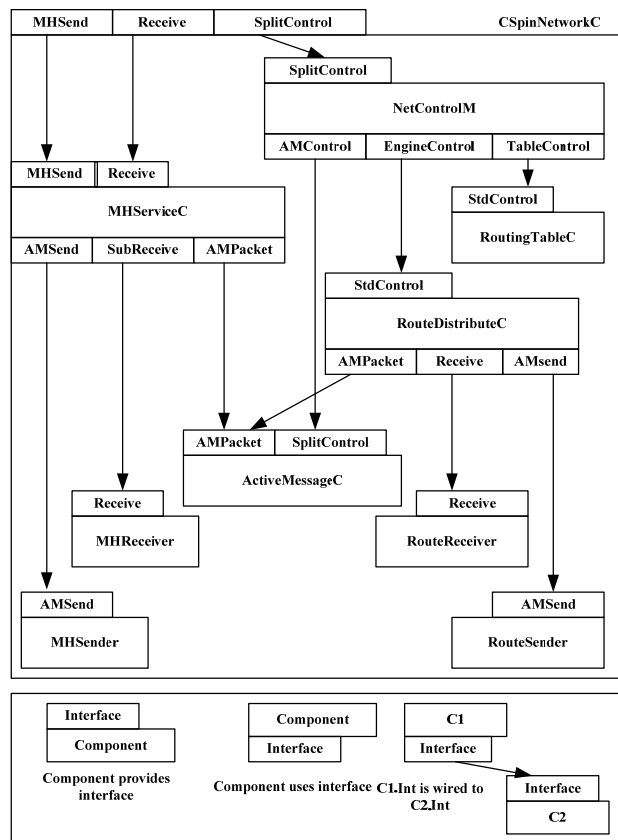 MHSend Receive SplitControl CSpinNetworkC
SplitControl
NetControlM
AMControl EngineControl TableControl
MHSend Receive
MHServiceC
AMSend SubReceive AMPacket
StdControl
RoutingTableC
StdControl
RouteDistributeC
AMPacket Receive AMsend
AMPacket SplitControl
ActiveMessageC
Receive
MHReceiver
Receive
RouteReceiver
AMSend
MHSender
AMSend
RouteSender
Interface
Component
Component provides
interface
Component
Interface
Component uses interface
C1
Interface
C1.Int is wired to
C2.Int
Interface
C2